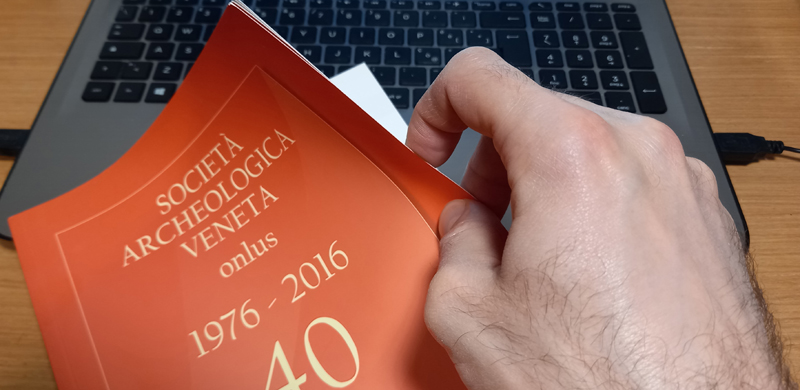 SOCIETÀ
ARCHEOLOGICA
VENETA
onlus
1976 - 2016
40